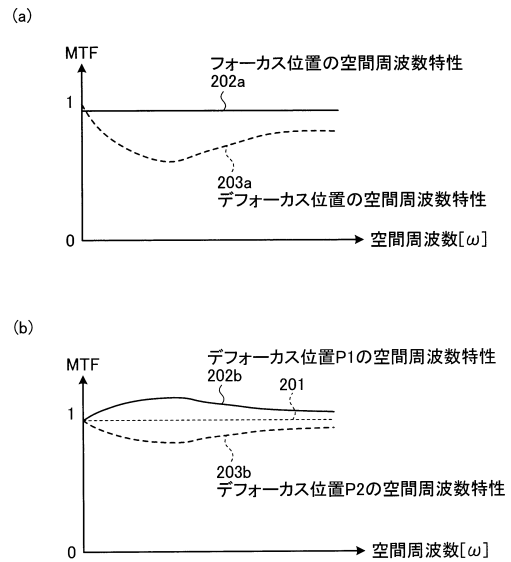 (a)
MTF
フォーカス位置の空間周波数特性
202a
1
203a
デフォーカス位置の空間周波数特性
0
空間周波数[ω]
(b)
MTF
デフォーカス位置P1の空間周波数特性
202b
201
1
203b
デフォーカス位置P2の空間周波数特性
0
空間周波数[ω]